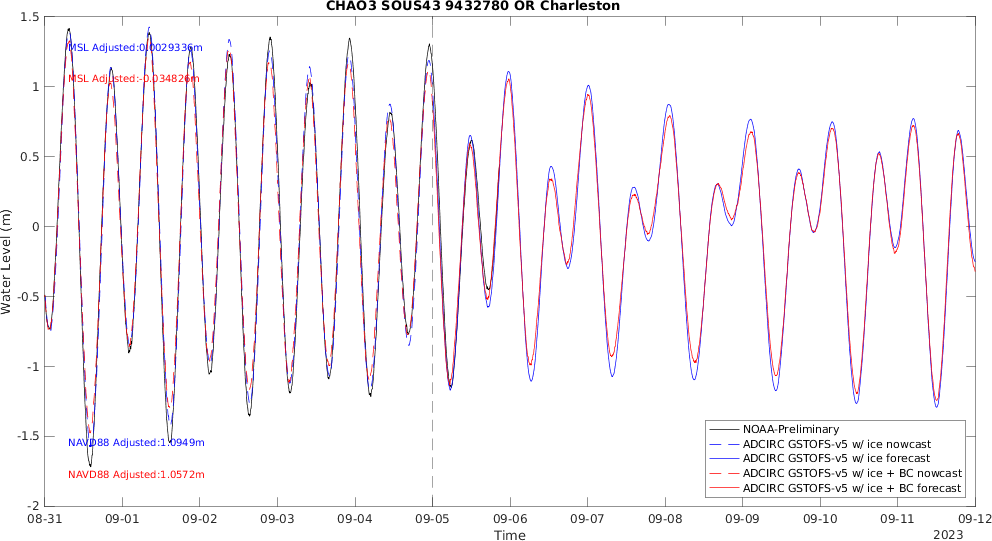 CHAO3 SOUS43 9432780 OR Charleston
1.5
MSL Adjusted:0.0029336m
MSL Adjusted:-0.034826m
1
0.5
0
-0.5
-1
-1.5
-2
Water Level (m)
NAVD88 Adjusted:1.0949m
NAVD88 Adjusted:1.0572m
NOAA-Preliminary
ADCIRC GSTOFS-v5 w/ ice nowcast
ADCIRC GSTOFS-v5 w/ ice forecast
ADCIRC GSTOFS-v5 w/ ice + BC nowcast
ADCIRC GSTOFS-v5 w/ ice + BC forecast
08-31 09-01 09-02 09-03 09-04 09-05 09-06 09-07 09-08 09-09 09-10 09-11 09-12
Time
2023